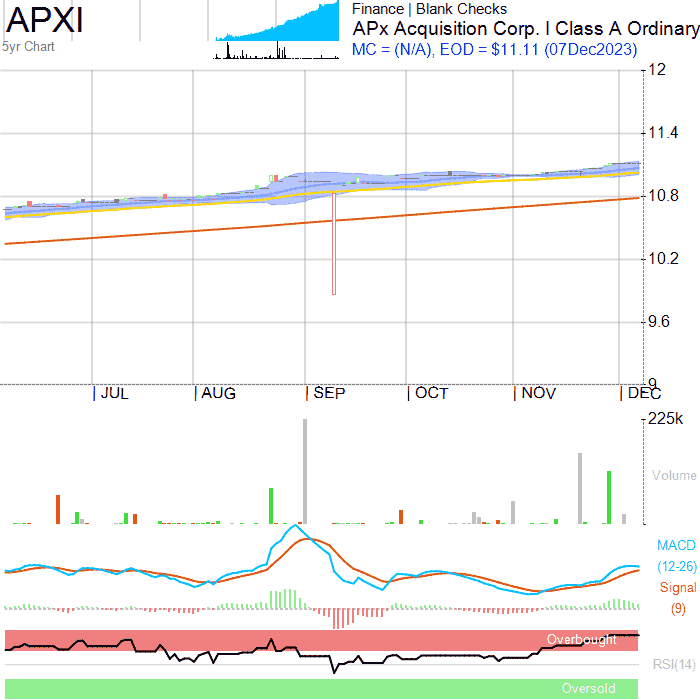 APXI
5yr Chart
Finance | Blank Checks
APx Acquisition Corp. I Class A Ordinary
MC = (N/A), EOD = $11.11 (07Dec2023)
12
11.4
10.8
10.2
9.6
9
JUL AUG SEP OCT NOV DEC
225k
Volume
MACD
(12-26)
Signal
(9)
Overbought
RSI(14)
Oversold